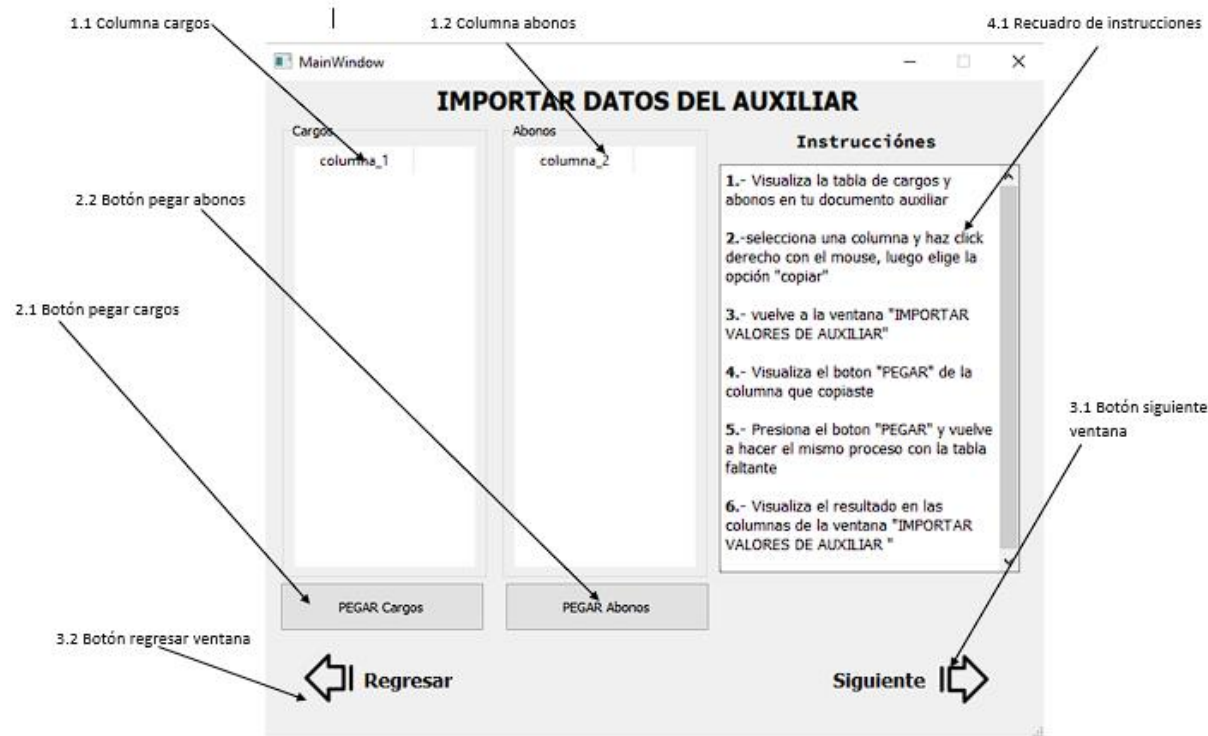 1.1 Columna cargos
1.2 Columna abonos
4.1 Recuadro de instrucciones
MainWindow
IMPORTAR DATOS DEL AUXILIAR
Cargos
Abonos
Instrucciónes
columna_1
columna_2
1.- Visualiza la tabla de cargos y
abonos en tu documento auxiliar
2.2 Botón pegar abonos
2.-selecciona una columna y haz click
derecho con el mouse, luego elige la
opción "copiar"
2.1 Botón pegar cargos
3.- vuelve a la ventana "IMPORTAR
VALORES DE AUXILIAR"
4.- Visualiza el boton "PEGAR" de la
columna que copiaste
3.1 Botón siguiente
ventana
5.- Presiona el boton "PEGAR" y vuelve
a hacer el mismo proceso con la tabla
faltante
6.- Visualiza el resultado en las
columnas de la ventana "IMPORTAR
VALORES DE AUXILIAR "
PEGAR Cargos
PEGAR Abonos
3.2 Botón regresar ventana
Regresar
Siguiente